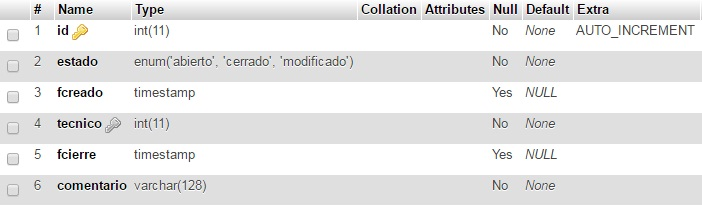 # Name Type Collation Attributes Null Default Extra
1 id int(11) No None AUTO_INCREMENT
2 estado enum('abierto', 'cerrado', 'modificado') No None
3 fcreado timestamp Yes NULL
4 tecnico int(11) No None
5 fcierre timestamp Yes NULL
6 comentario varchar(128) No None